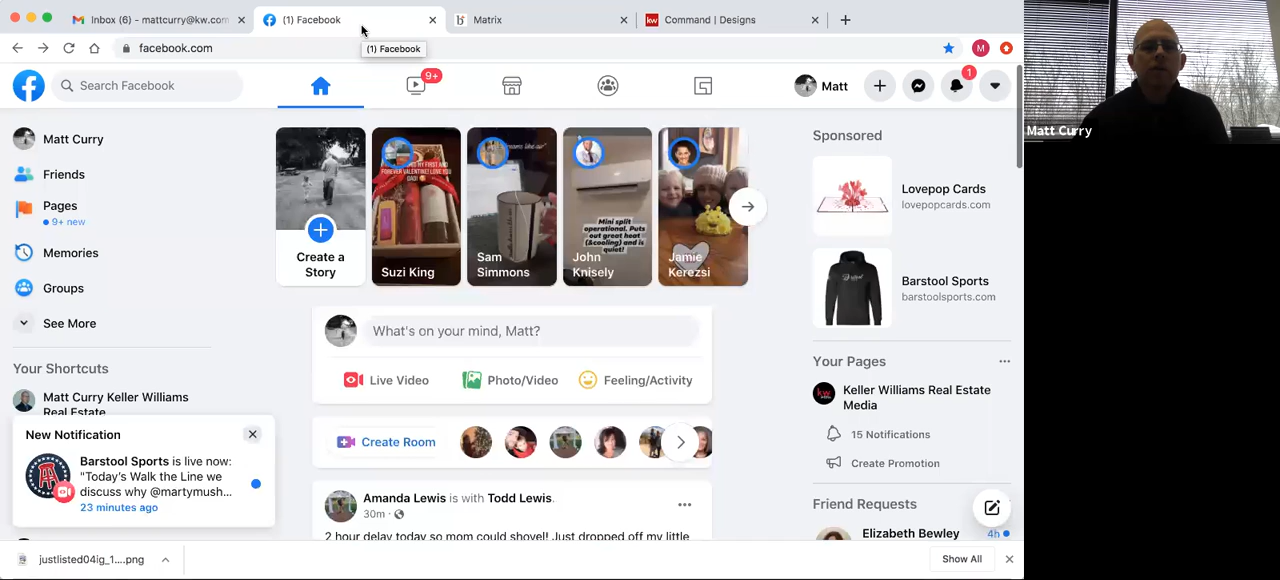 Inbox (6) - mattcurry@kw.com
(1) Facebook
Matrix
Command | Designs
facebook.com
(1) Facebook
Search Facebook
9+
Matt
1
Matt Curry
Friends
Pages
9+ new
Memories
Groups
See More
Your Shortcuts
Matt Curry Keller Williams
Real Estate
New Notification
Barstool Sports is live now:
"Today's Walk the Line we
discuss why @martymush...
23 minutes ago
Create a
Story
Suzi King
Sam
Simmons
Mini split
operational. Puts
out great heat
(&cooling) and is
quiet!
John
Knisely
Jamie
Kerezsi
What's on your mind, Matt?
Live Video
Photo/Video
Feeling/Activity
Create Room
Amanda Lewis is with Todd Lewis.
30m
2 hour delay today so mom could shovel! Just dropped off my little
Sponsored
Lovepop Cards
lovepopcards.com
Barstool Sports
barstoolsports.com
Your Pages
Keller Williams Real Estate
Media
15 Notifications
Create Promotion
Friend Requests
Elizabeth Bewley
4h
justlisted04ig_1....png
Show All
Matt Curry